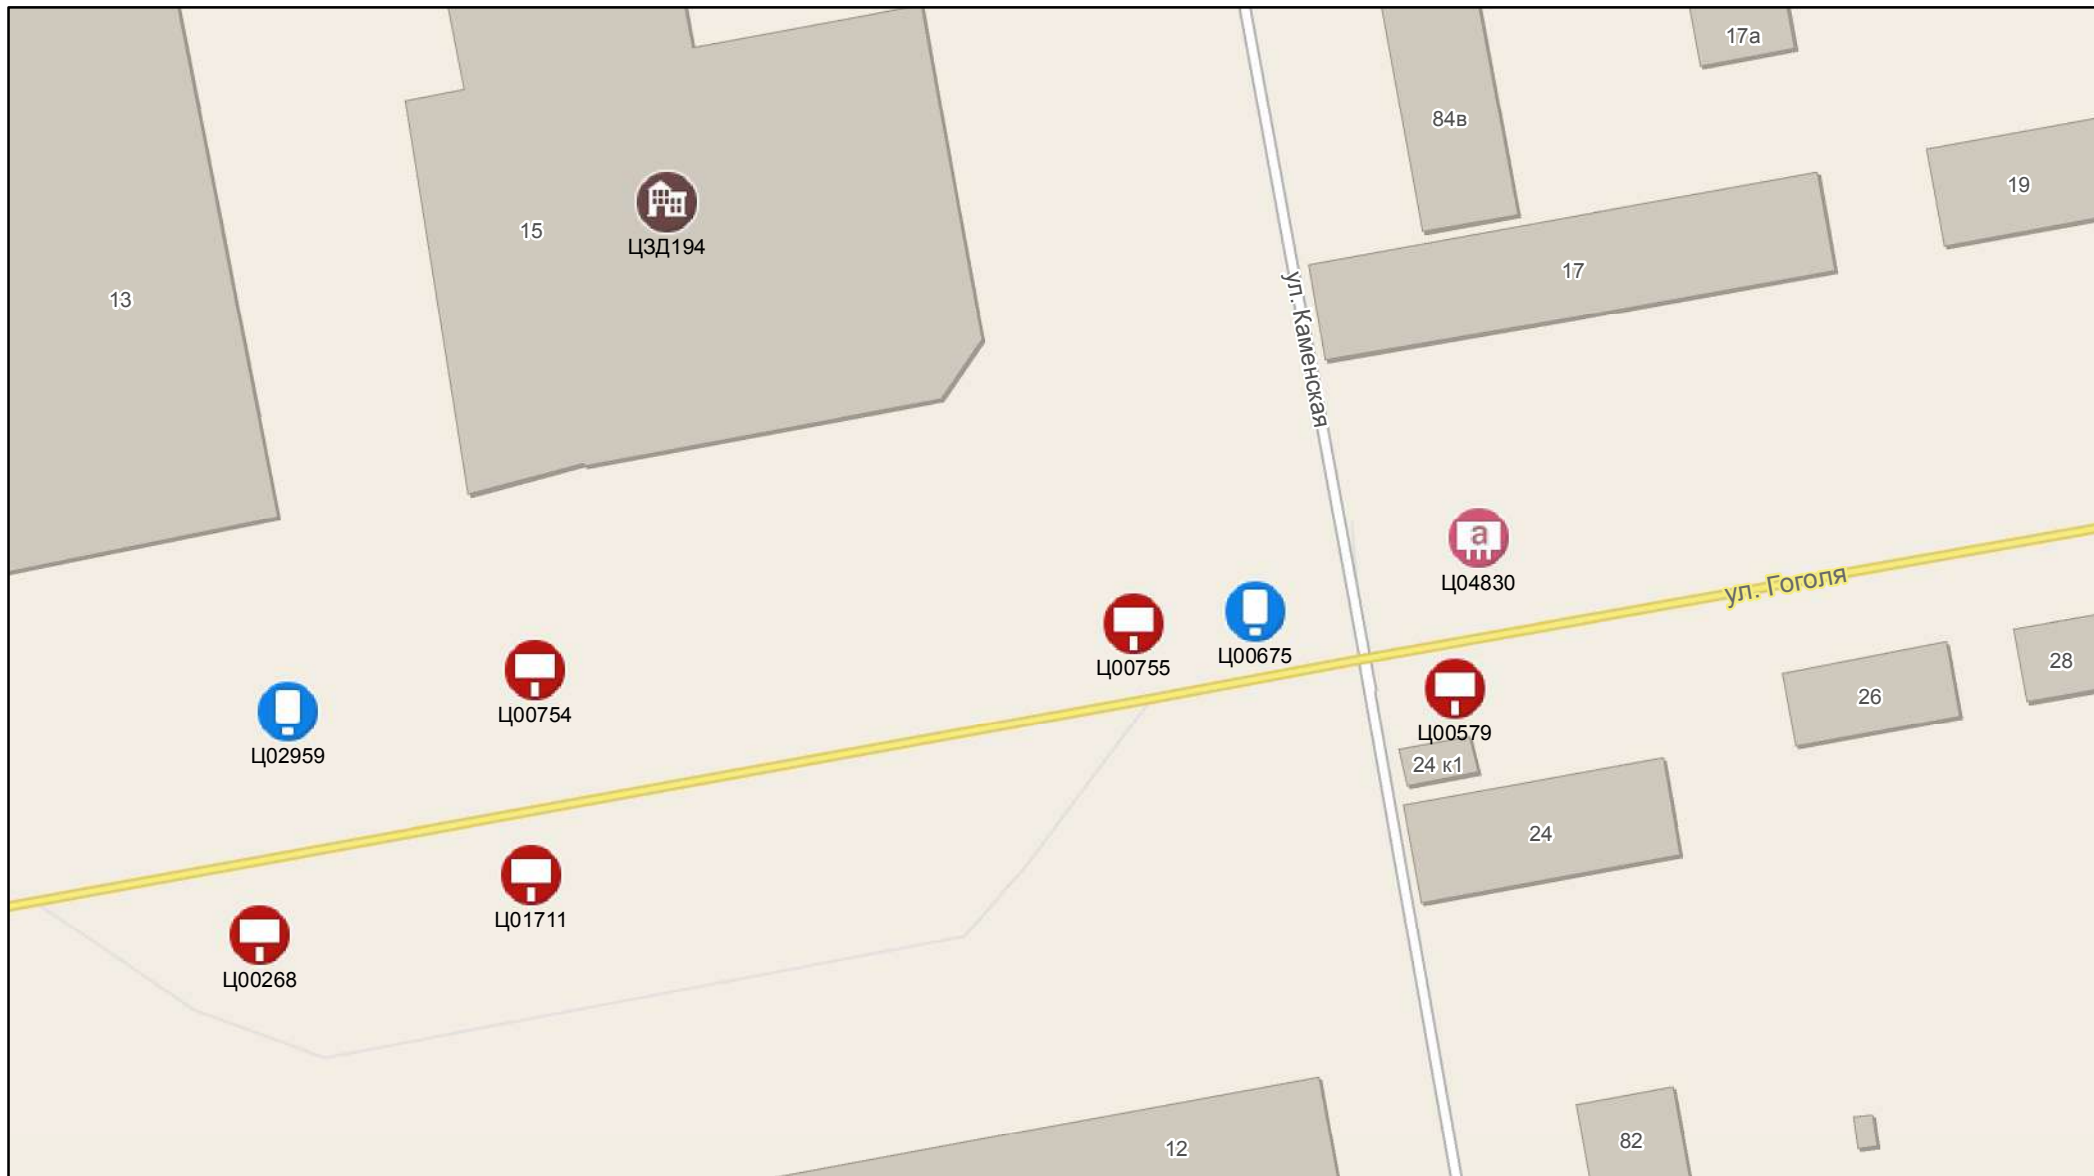 17а
84в
19
15
ЦЗД194
17
13
ул. Каменская
а
Ц04830
ул. Гоголя
Ц00755
Ц00675
28
26
Ц00754
Ц00579
Ц02959
24 к1
24
Ц01711
Ц00268
12
82